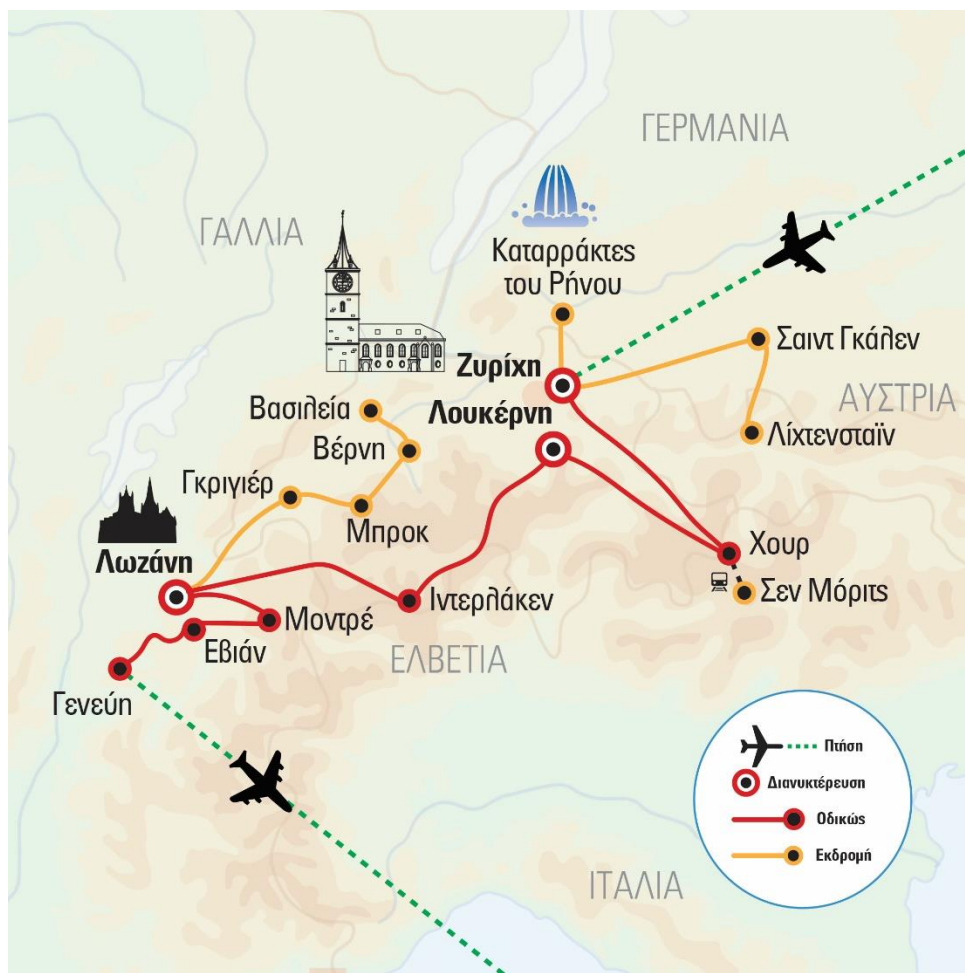 ΓΕΡΜΑΝΙΑ
ΓΑΛΛΙΑ
Καταρράκτες
του Ρήνου
Σαιντ Γκάλεν
Ζυρίχη
ΑΥΣΤΡΙΑ
Λουκέρνη
Βασιλεία
Λίχτενσταϊν
Βέρνη
Γκριγιέρ
Μπροκ
Λωζάνη
Χουρ
Ιντερλάκεν
Σεν Μόριτς
Μοντρέ
Εβιάν
ΕΛΒΕΤΙΑ
Γενεύη
Πτήση
Διανυκτέρευση
Οδικώς
Εκδρομή
ΙΤΑΛΙΑ